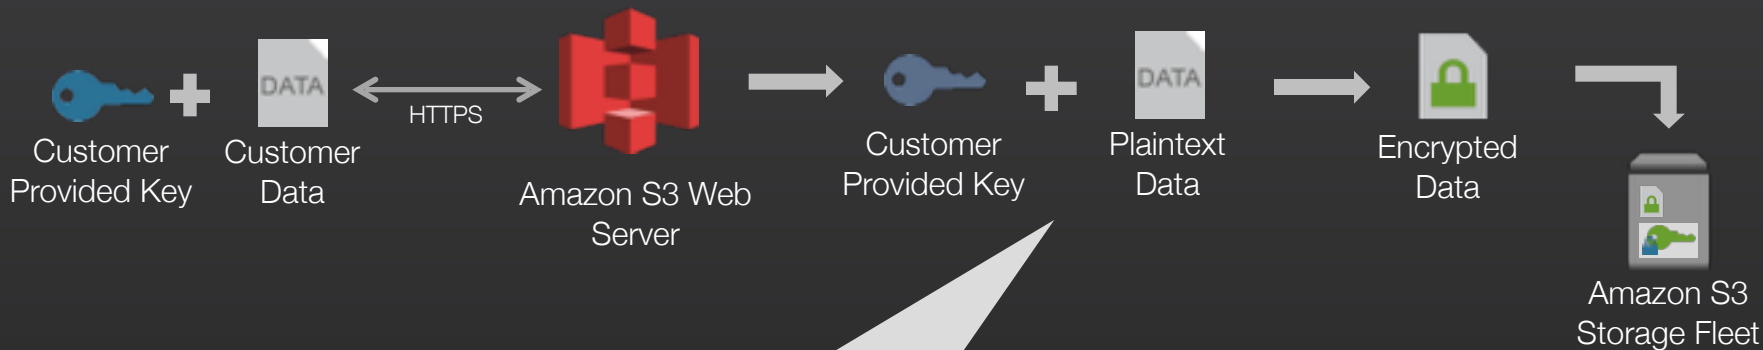 DATA
HTTPS
Customer
Provided Key
Customer
Data
Amazon S3 Web
Server
Customer
Provided Key
DATA
Plaintext
Data
Encrypted
Data
Amazon S3
Storage Fleet